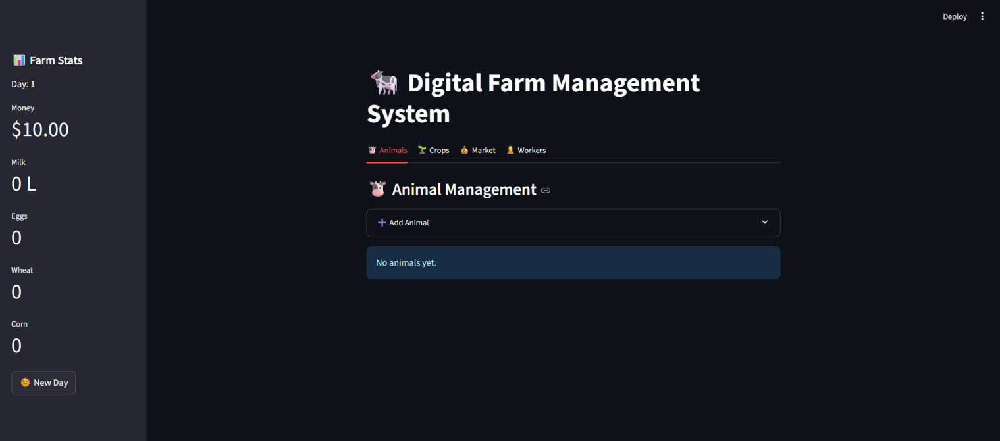 Deploy
📊 Farm Stats
Day: 1
Money
$10.00
Milk
0 L
Eggs
0
Wheat
0
Corn
0
🌞 New Day
🐄 Digital Farm Management
System
🐮 Animals 🌱 Crops 💰 Market 👷 Workers
🐮 Animal Management
➕ Add Animal
No animals yet.